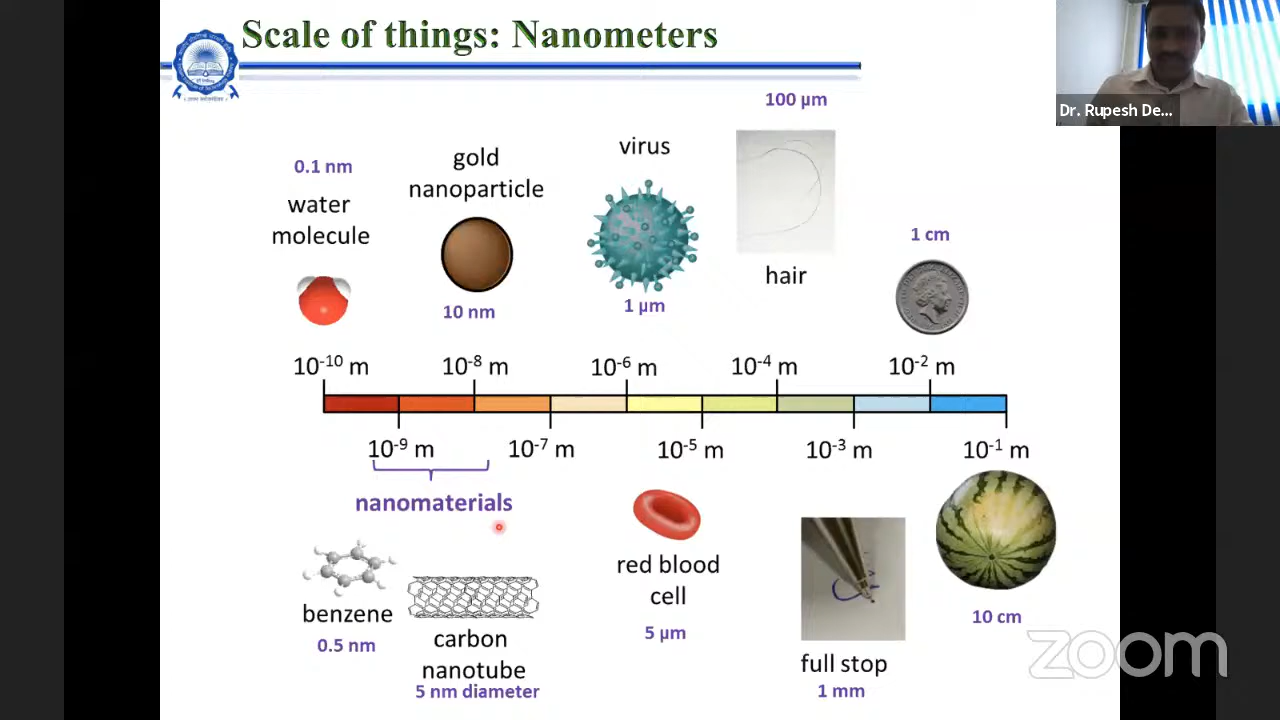 Scale of things: Nanometers
Dr. Rupesh De...
100 µm
0.1 nm
water
molecule
gold
nanoparticle
10 nm
virus
1 µm
hair
1 cm
10⁻¹⁰ m
10⁻⁸ m
10⁻⁶ m
10⁻⁴ m
10⁻² m
10⁻⁹ m
10⁻⁷ m
10⁻⁵ m
10⁻³ m
10⁻¹ m
nanomaterials
benzene
0.5 nm
carbon
nanotube
5 nm diameter
red blood
cell
5 µm
full stop
1 mm
10 cm
zoom